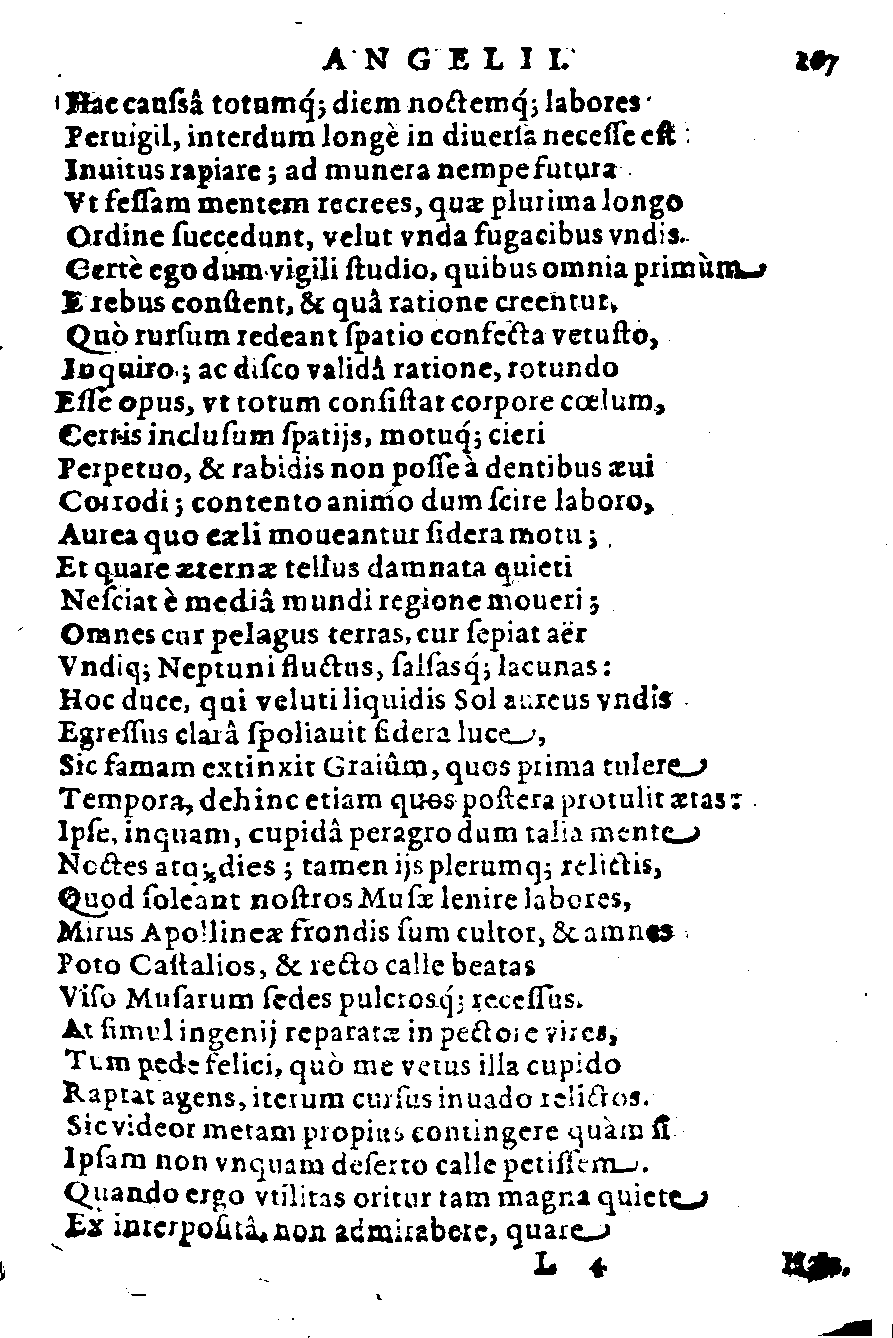 ANGELII. 167
Hac caussâ totumq́; diem noctemq́; labores
Peruigil, interdum longè in diuersa necesse est:
Inuitus rapiare; ad munera nempe futura
Vt fessam mentem recrees, quæ plurima longo
Ordine succedunt, velut vnda fugacibus vndis.
Certè ego dum vigili studio, quibus omnia primùm
E rebus constent, & quâ ratione creentur,
Quò rursum redeant spatio confecta vetusto,
Inquiro; ac disco validâ ratione, rotundo
Esse opus, vt totum consistat corpore cœlum,
Certis inclusum spatijs, motuq́; cieri
Perpetuo, & rabidis non posse à dentibus æui
Corrodi; contento animo dum scire laboro,
Aurea quo cæli moueantur sidera motu;
Et quare æternæ tellus damnata quieti
Nesciat è mediâ mundi regione moueri;
Omnes cur pelagus terras, cur sepiat aër
Vndiq; Neptuni fluctus, salsasq́; lacunas:
Hoc duce, qui veluti liquidis Sol aureus vndis
Egressus clarâ spoliauit sidera luce,
Sic famam extinxit Graiûm, quos prima tulere
Tempora, dehinc etiam quos postera protulit ætas:
Ipse, inquam, cupidâ peragro dum talia mente
Noctes atq; dies; tamen ijs plerumq; relictis,
Quod soleant nostros Musæ lenire labores,
Mirus Apollineæ frondis sum cultor, & amnes
Poto Castalios, & recto calle beatas
Viso Musarum sedes pulcrosq́; recessus.
At simul ingenij reparatæ in pectore vires,
Tum pede felici, quò me vetus illa cupido
Raptat agens, iterum cursus inuado relictos.
Sic videor metam propius contingere quàm si
Ipsam non vnquam deserto calle petissem.
Quando ergo vtilitas oritur tam magna quiete
Ex interpositâ, non admirabere, quare
L 4